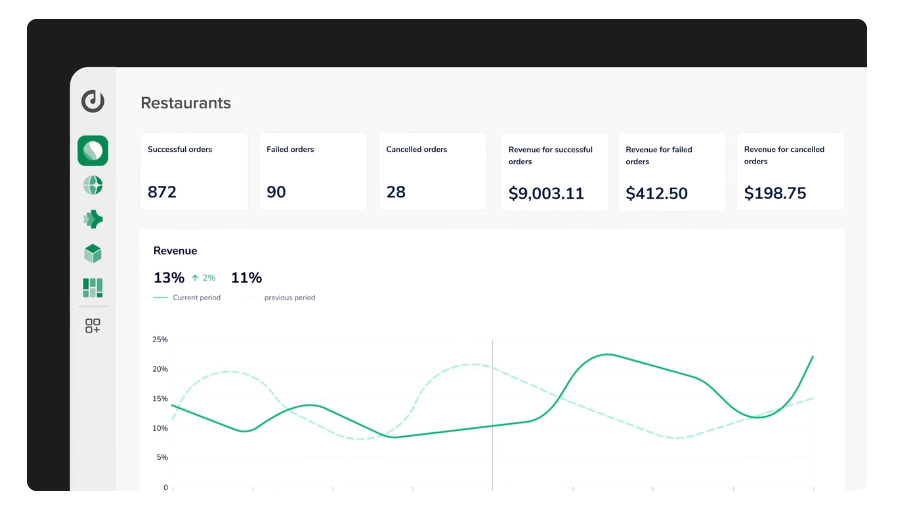 Restaurants
Successful orders
872
Failed orders
90
Cancelled orders
28
Revenue for successful
orders
$9,003.11
Revenue for failed
orders
$412.50
Revenue for cancelled
orders
$198.75
Revenue
13% ↑ 2% 11%
Current period previous period
25%
20%
15%
10%
5%
0